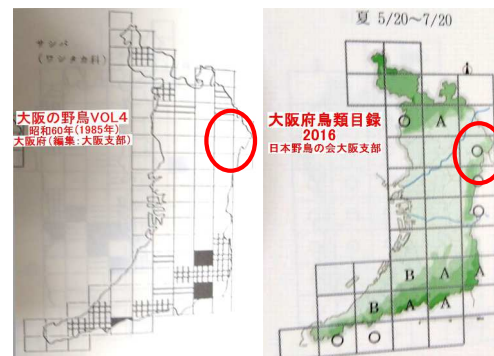 サシバ
(ワシタカ科)
大阪の野鳥VOL4
昭和60年(1985年)
大阪府(編集:大阪支部)
夏 5/20~7/20
大阪府鳥類目録
2016
日本野鳥の会大阪支部
A
B A A
B A A